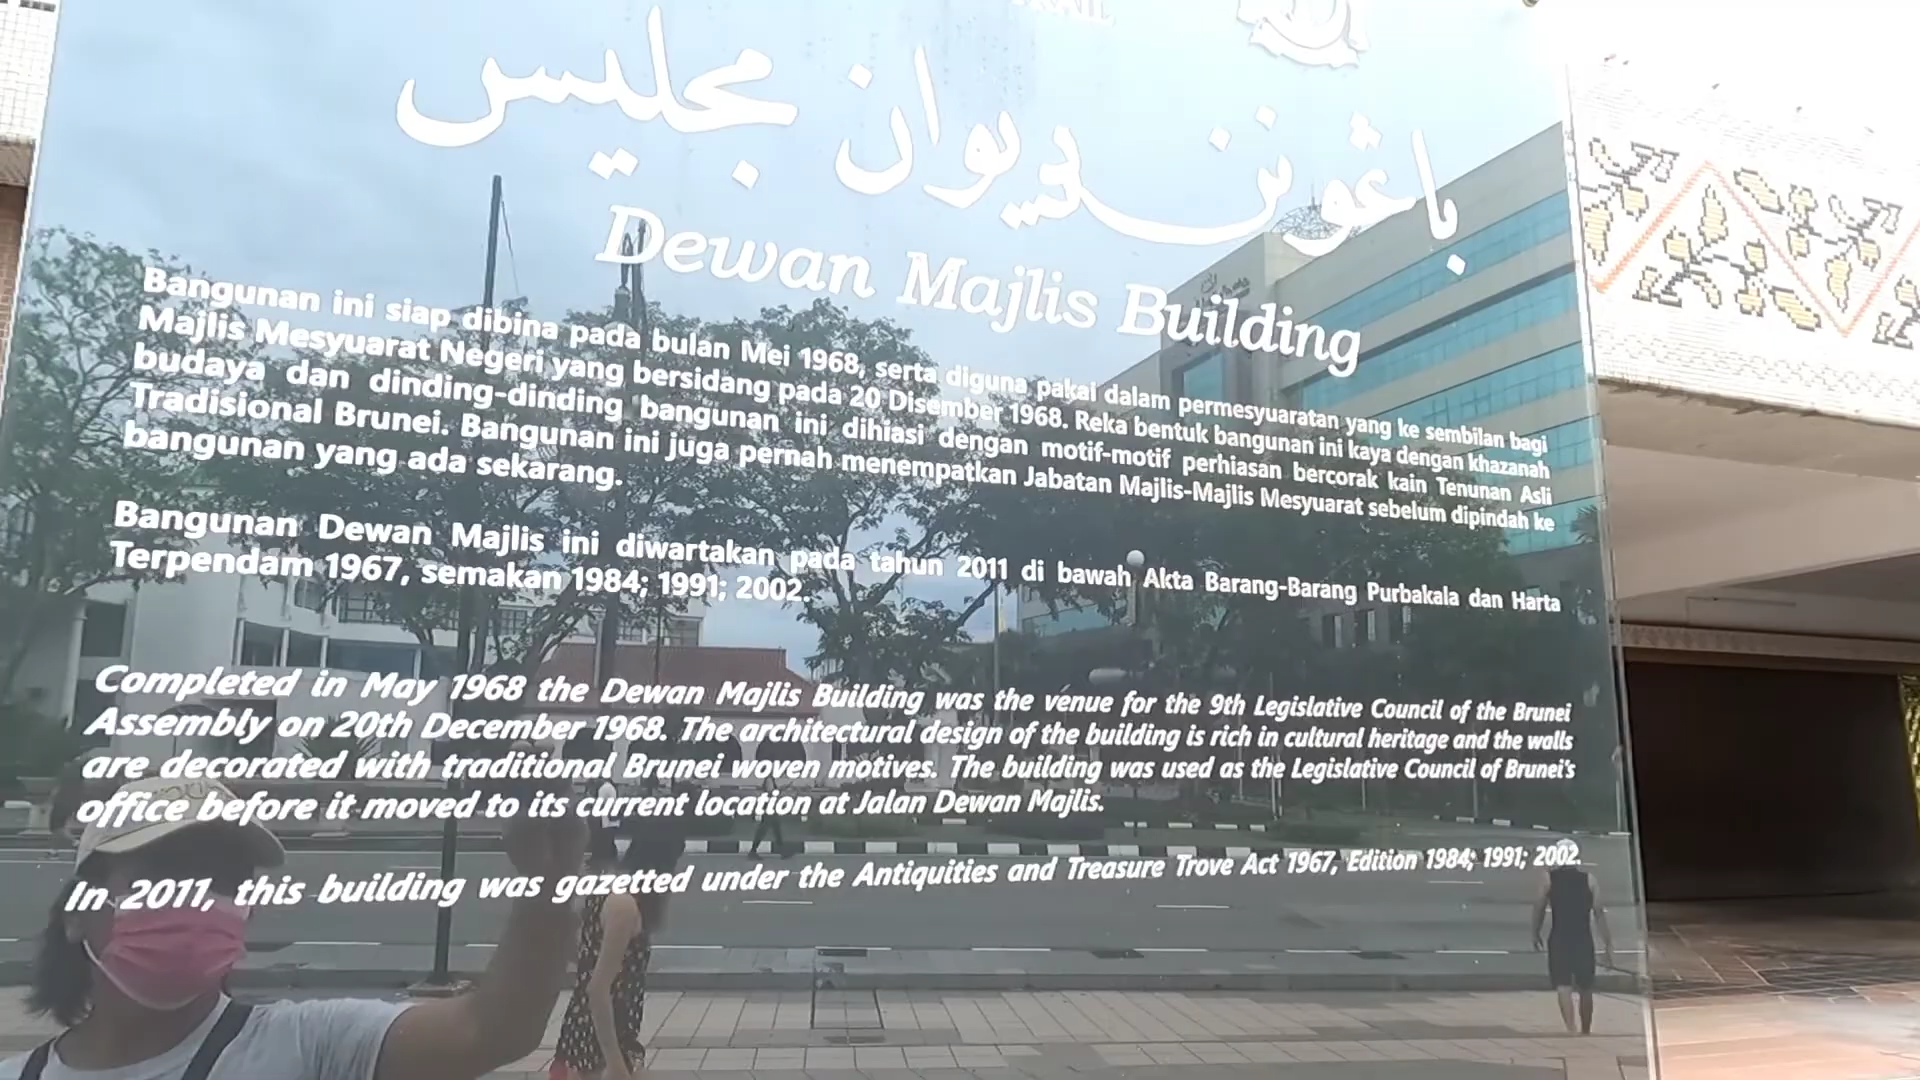 باغونن ديوان مجليس
Dewan Majlis Building
Bangunan ini siap dibina pada bulan Mei 1968, serta diguna pakai dalam permesyuaratan yang ke sembilan bagi
Majlis Mesyuarat Negeri yang bersidang pada 20 Disember 1968. Reka bentuk bangunan ini kaya dengan khazanah
budaya dan dinding-dinding bangunan ini dihiasi dengan motif-motif perhiasan bercorak kain Tenunan Asli
Tradisional Brunei. Bangunan ini juga pernah menempatkan Jabatan Majlis-Majlis Mesyuarat sebelum dipindah ke
bangunan yang ada sekarang.
Bangunan Dewan Majlis ini diwartakan pada tahun 2011 di bawah Akta Barang-Barang Purbakala dan Harta
Terpendam 1967, semakan 1984; 1991; 2002.
Completed in May 1968 the Dewan Majlis Building was the venue for the 9th Legislative Council of the Brunei
Assembly on 20th December 1968. The architectural design of the building is rich in cultural heritage and the walls
are decorated with traditional Brunei woven motives. The building was used as the Legislative Council of Brunei's
office before it moved to its current location at Jalan Dewan Majlis.
In 2011, this building was gazetted under the Antiquities and Treasure Trove Act 1967, Edition 1984; 1991; 2002.